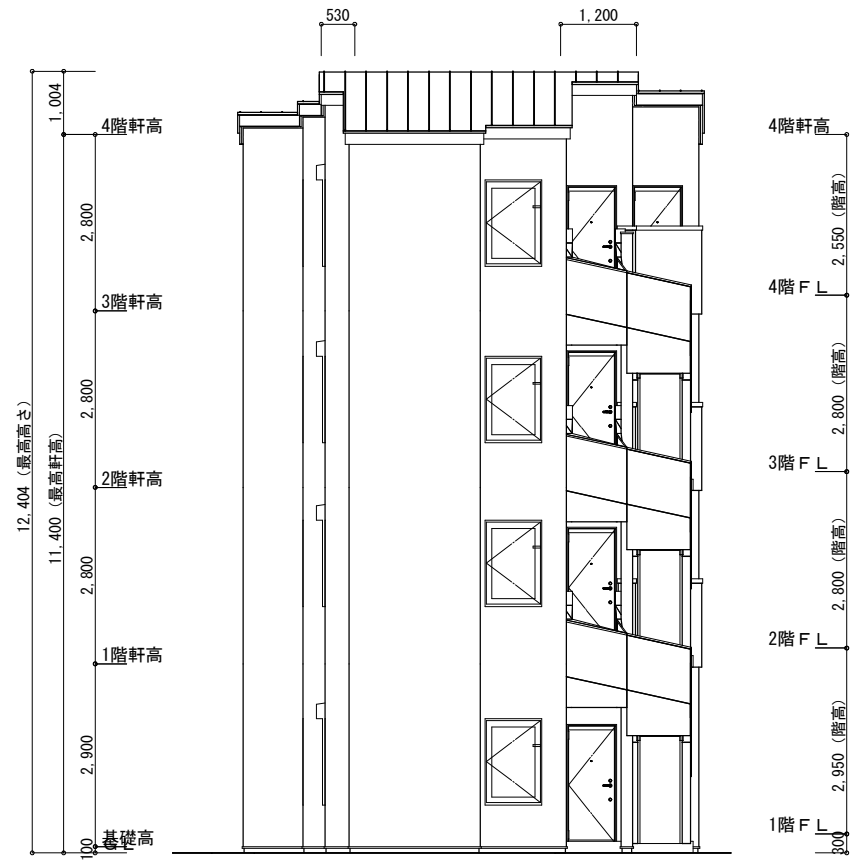 530
1,200
1,004
4階軒高
4階軒高
2,800
2,550（階高）
3階軒高
4階ＦＬ
12,404（最高高さ）
11,400（最高軒高）
2,800
2,800（階高）
2階軒高
3階ＦＬ
2,800
2,800（階高）
1階軒高
2階ＦＬ
2,900
2,950（階高）
基礎高
1階ＦＬ
100
300